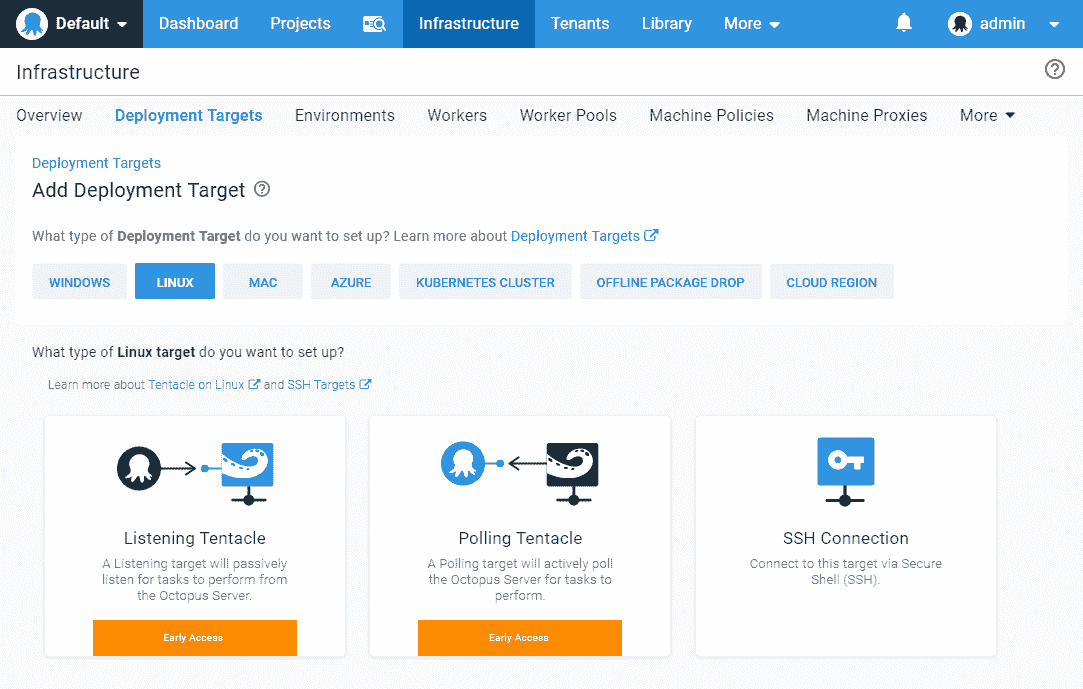 Default Dashboard Projects Infrastructure Tenants Library More admin
Infrastructure
Overview Deployment Targets Environments Workers Worker Pools Machine Policies Machine Proxies More
Deployment Targets
Add Deployment Target
What type of Deployment Target do you want to set up? Learn more about Deployment Targets
WINDOWS LINUX MAC AZURE KUBERNETES CLUSTER OFFLINE PACKAGE DROP CLOUD REGION
What type of Linux target do you want to set up?
Learn more about Tentacle on Linux and SSH Targets
Listening Tentacle
A Listening target will passively
listen for tasks to perform from
the Octopus Server.
Early Access
Polling Tentacle
A Polling target will actively poll
the Octopus Server for tasks to
perform.
Early Access
SSH Connection
Connect to this target via Secure
Shell (SSH).